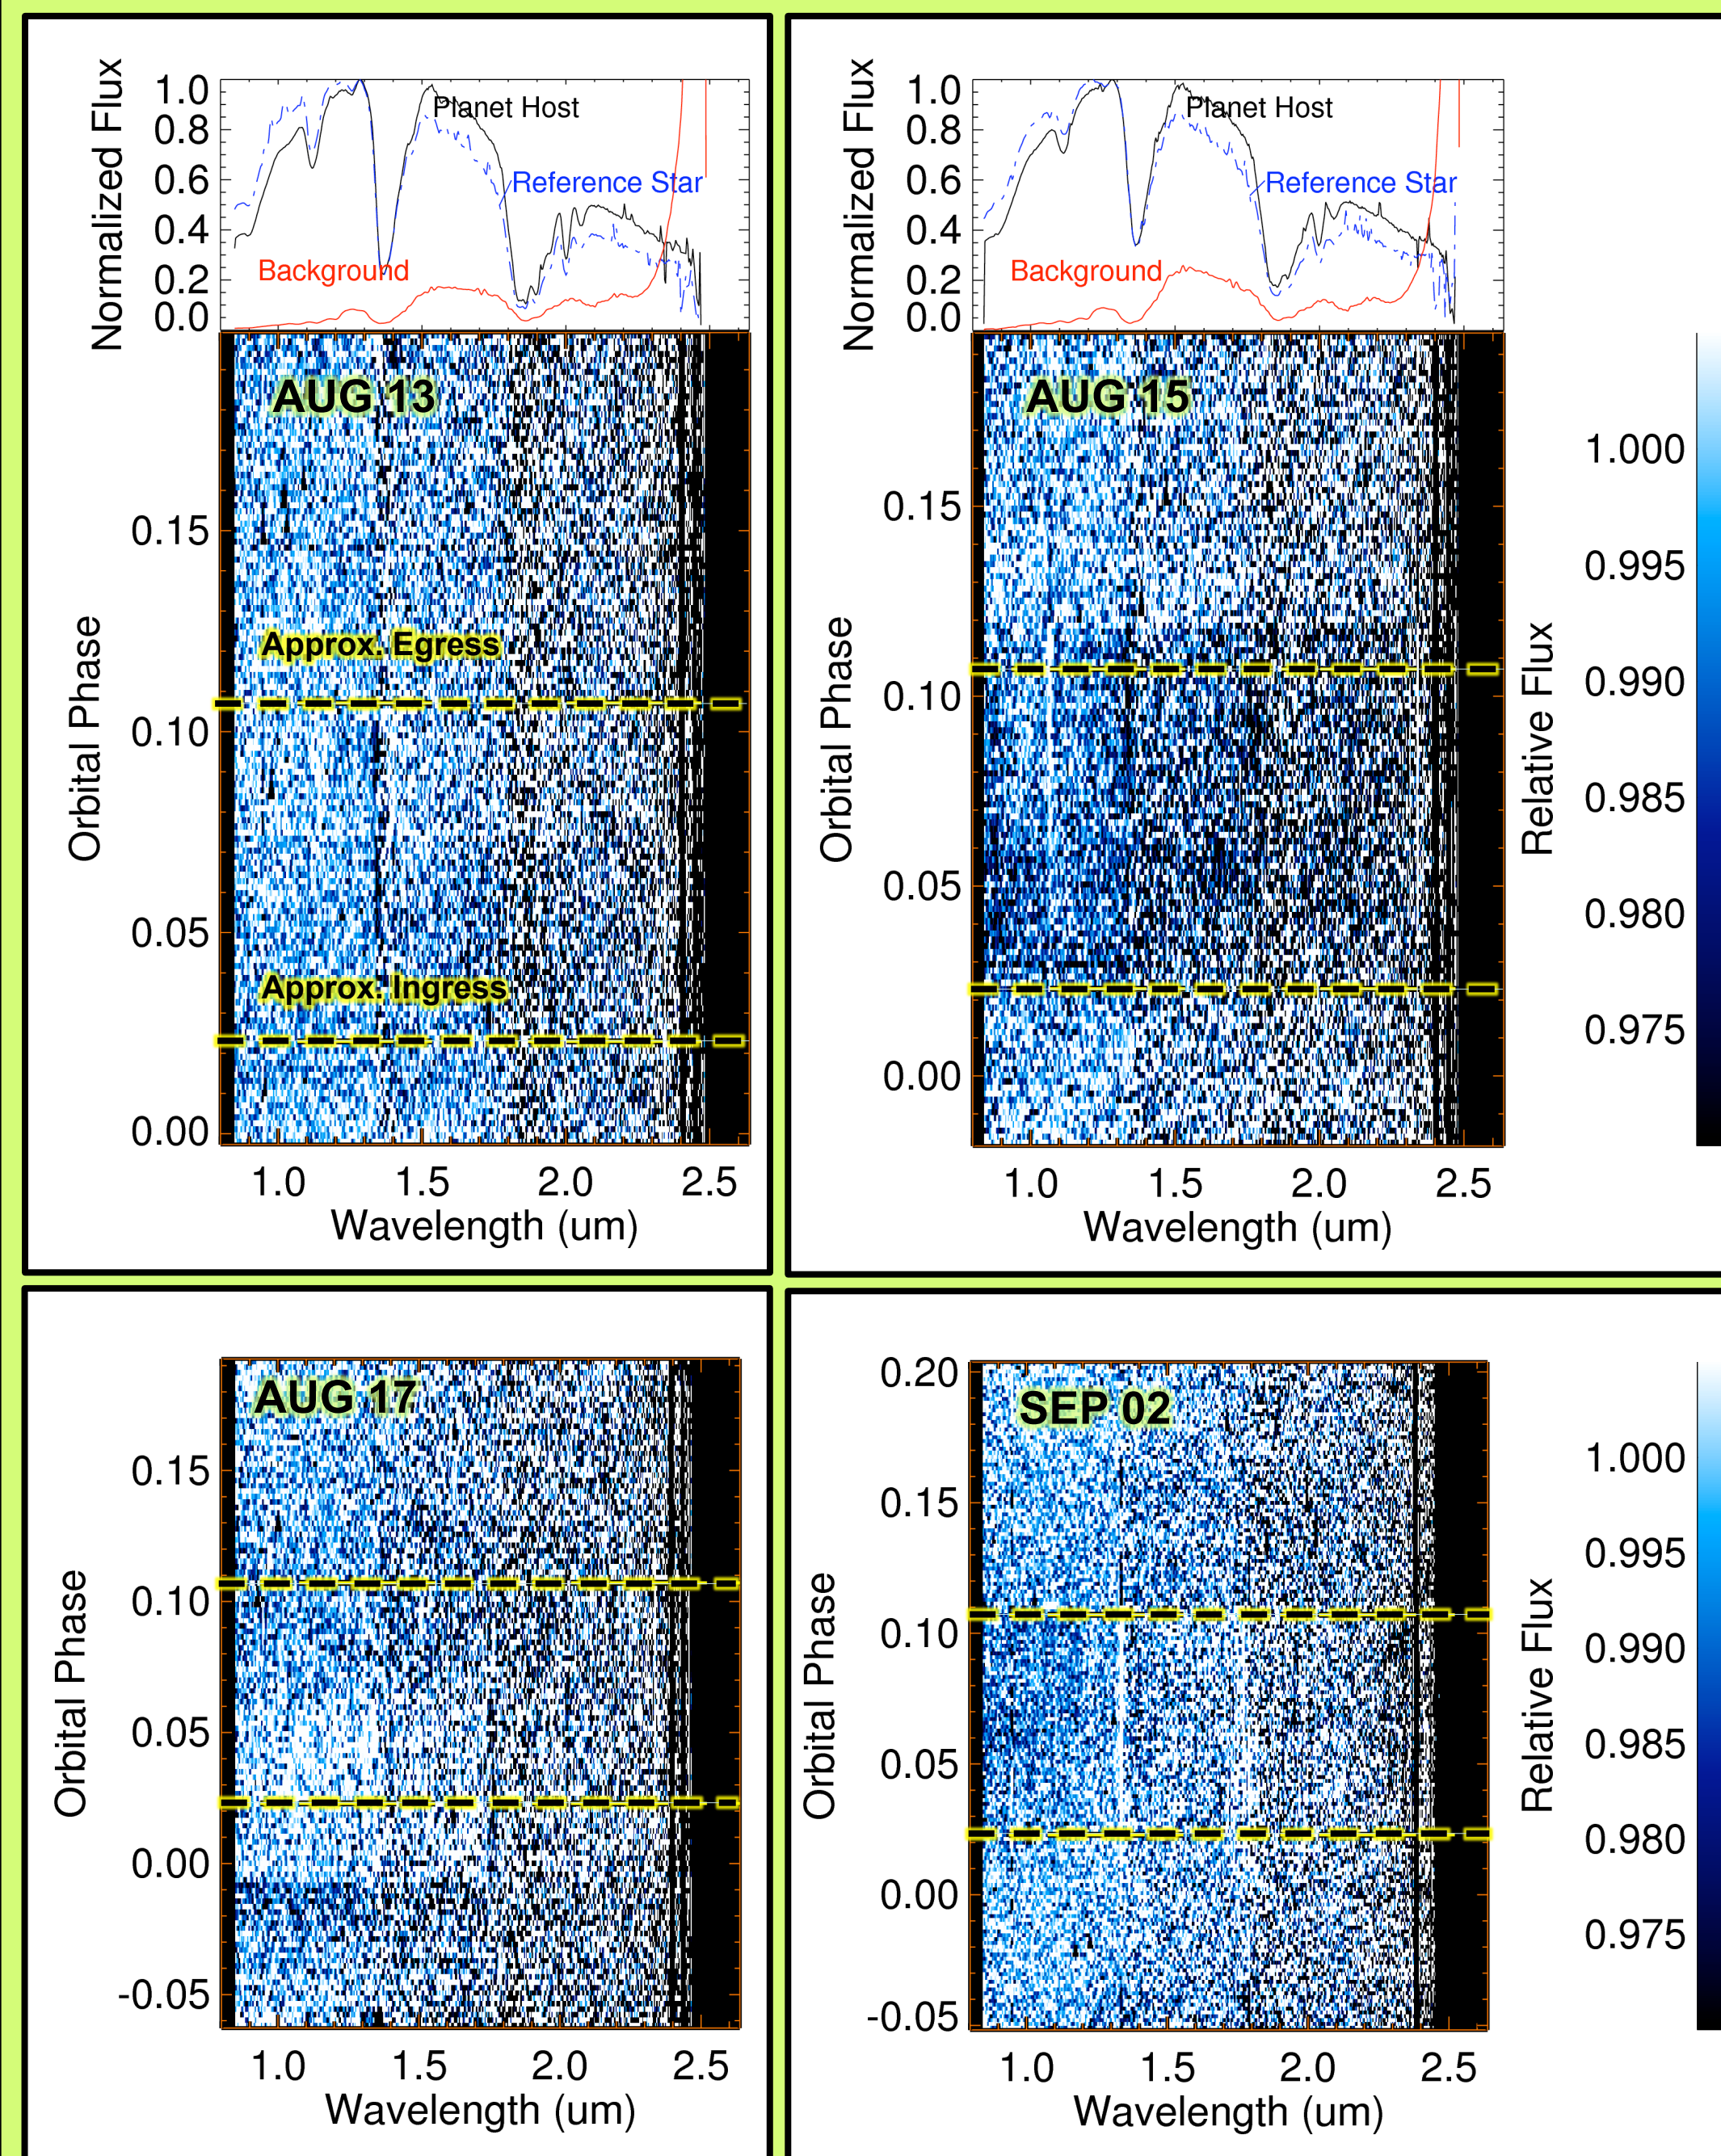 Normalized Flux
1.0
0.8
0.6
0.4
0.2
0.0
Planet Host
Reference Star
Background
AUG 13
Approx. Egress
Approx. Ingress
Orbital Phase
0.15
0.10
0.05
0.00
1.0 1.5 2.0 2.5
Wavelength (um)
Normalized Flux
1.0
0.8
0.6
0.4
0.2
0.0
Planet Host
Reference Star
Background
AUG 15
Orbital Phase
0.15
0.10
0.05
0.00
1.0 1.5 2.0 2.5
Wavelength (um)
Relative Flux
1.000
0.995
0.990
0.985
0.980
0.975
AUG 17
Orbital Phase
0.15
0.10
0.05
0.00
-0.05
1.0 1.5 2.0 2.5
Wavelength (um)
SEP 02
Orbital Phase
0.20
0.15
0.10
0.05
0.00
-0.05
1.0 1.5 2.0 2.5
Wavelength (um)
Relative Flux
1.000
0.995
0.990
0.985
0.980
0.975